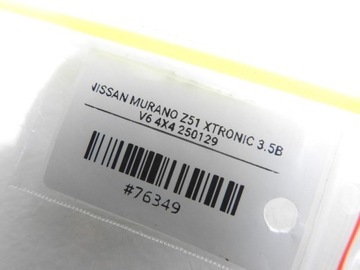 NISSAN MURANO Z51 XTRONIC 3.5B
V6 4X4 250129
#76349